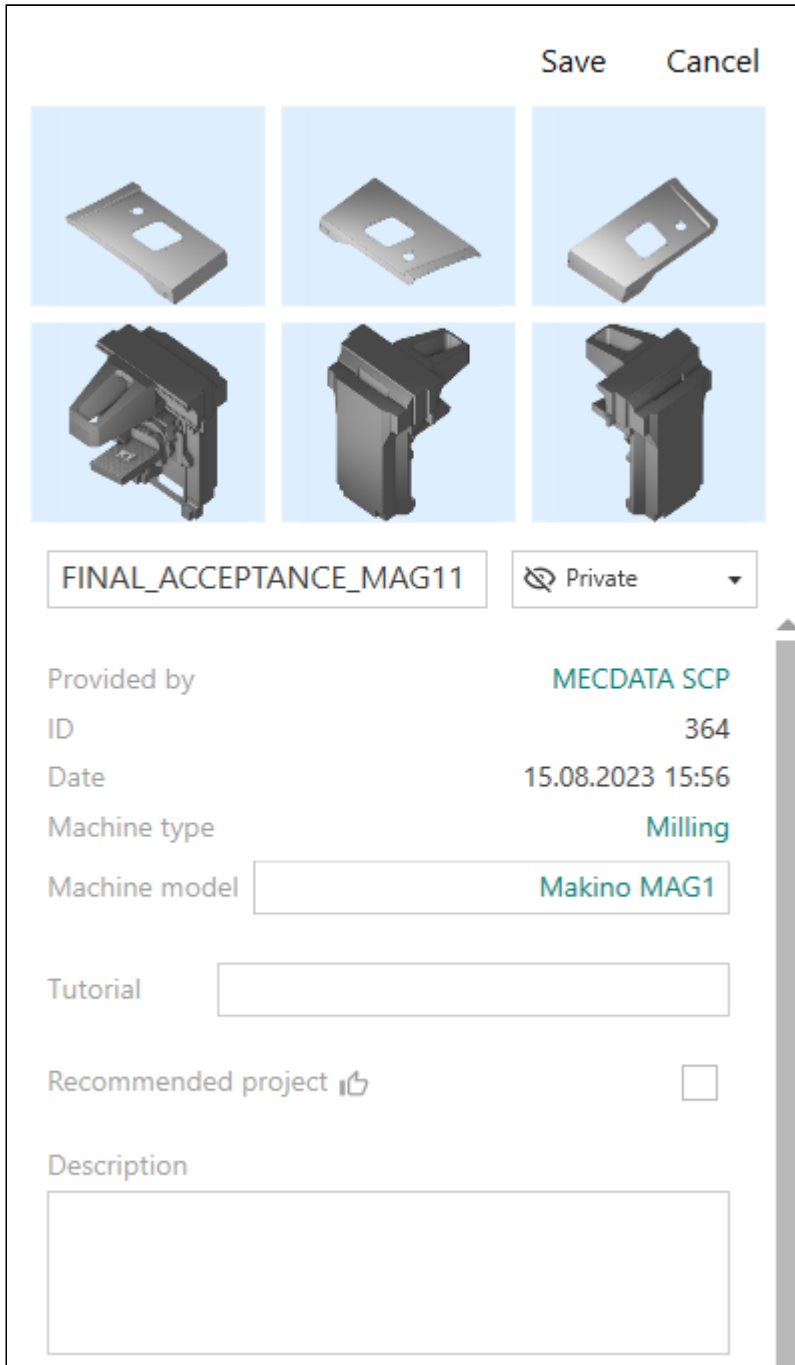 Save Cancel
FINAL_ACCEPTANCE_MAG11 Private
Provided by MECDATA SCP
ID 364
Date 15.08.2023 15:56
Machine type Milling
Machine model Makino MAG1
Tutorial
Recommended project
Description